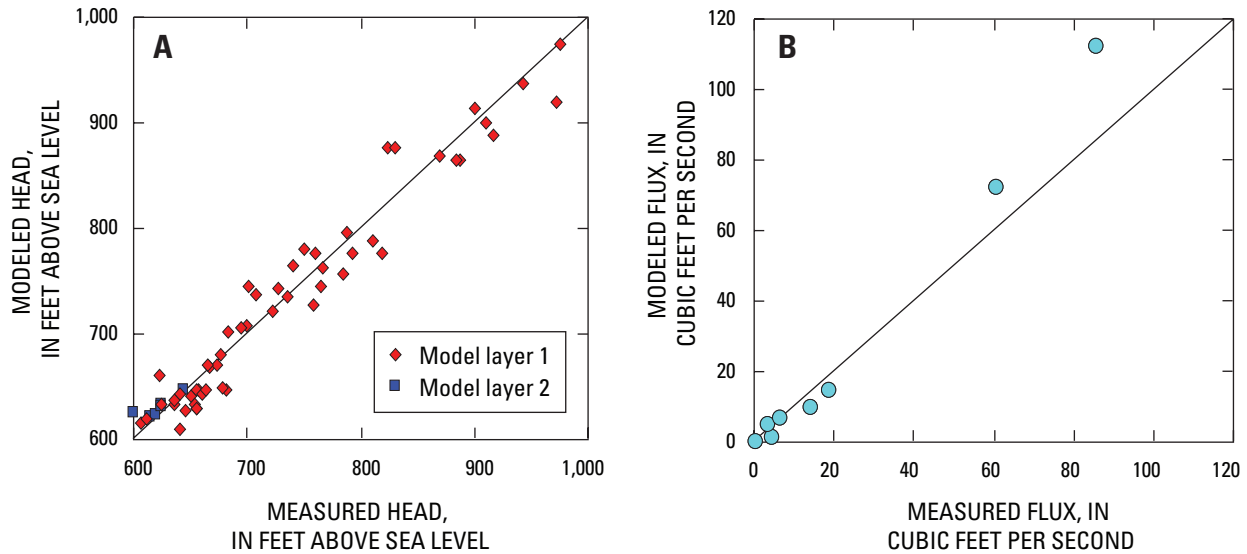 A
1,000
900
800
700
600
600
700
800
900
1,000
MODELED HEAD,
IN FEET ABOVE SEA LEVEL
MEASURED HEAD,
IN FEET ABOVE SEA LEVEL
Model layer 1
Model layer 2
B
120
100
80
60
40
20
0
0
20
40
60
80
100
120
MODELED FLUX, IN
CUBIC FEET PER SECOND
MEASURED FLUX, IN
CUBIC FEET PER SECOND